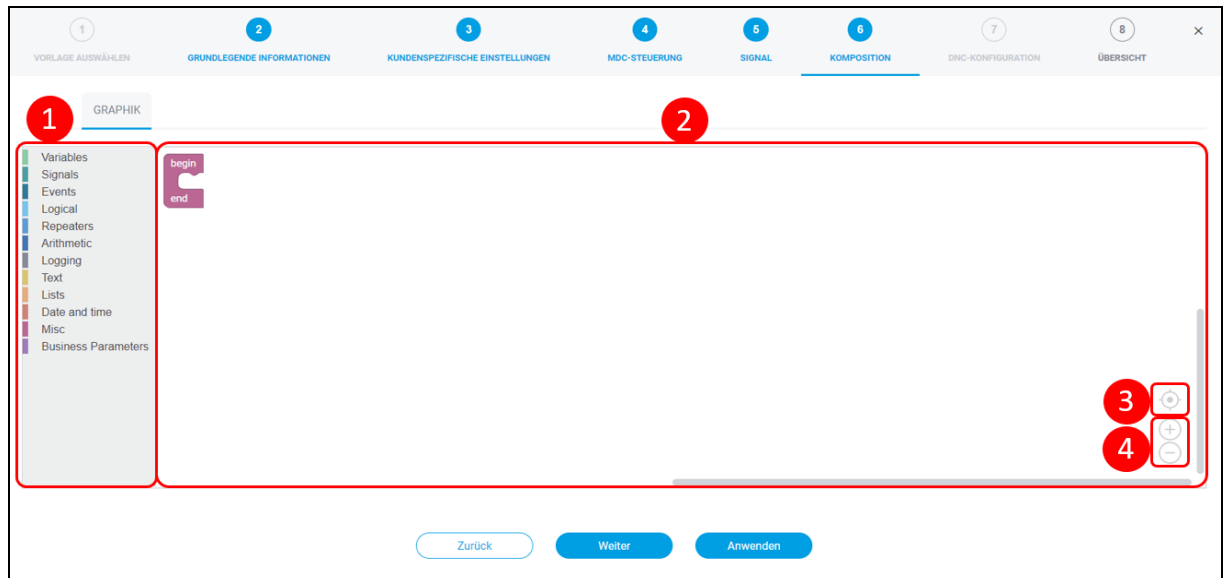 1 2 3 4 5 6 7 8 ×
VORLAGE AUSWÄHLEN GRUNDLEGENDE INFORMATIONEN KUNDENSPEZIFISCHE EINSTELLUNGEN MDC-STEUERUNG SIGNAL KOMPOSITION DNC-KONFIGURATION ÜBERSICHT
1 GRAPHIK 2
Variables
Signals
Events
Logical
Repeaters
Arithmetic
Logging
Text
Lists
Date and time
Misc
Business Parameters
begin
end
3
4
Zurück Weiter Anwenden